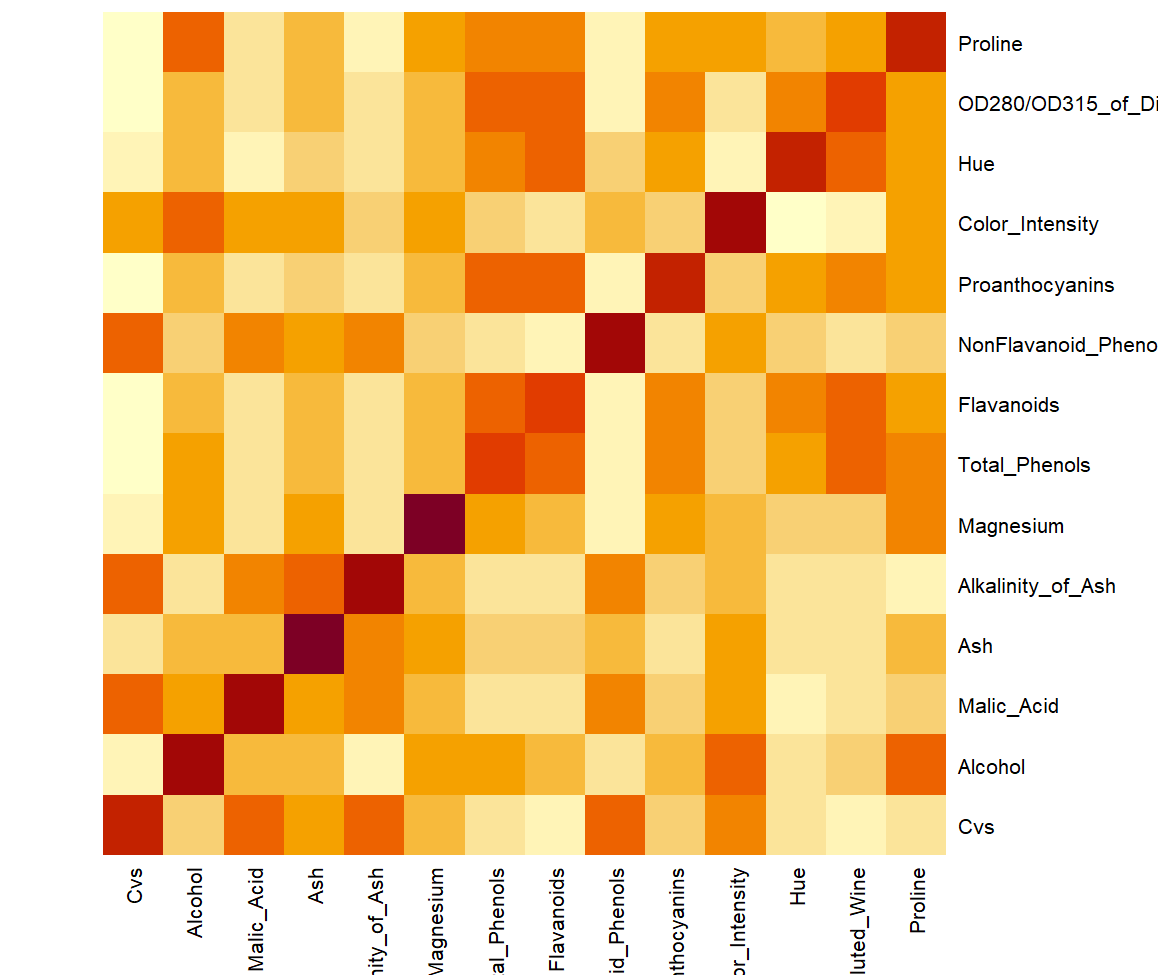 Proline
OD280/OD315_of_Di
Hue
Color_Intensity
Proanthocyanins
NonFlavanoid_Pheno
Flavanoids
Total_Phenols
Magnesium
Alkalinity_of_Ash
Ash
Malic_Acid
Alcohol
Cvs
Cvs
Alcohol
Malic_Acid
Ash
nity_of_Ash
Magnesium
al_Phenols
Flavanoids
id_Phenols
thocyanins
or_Intensity
Hue
luted_Wine
Proline